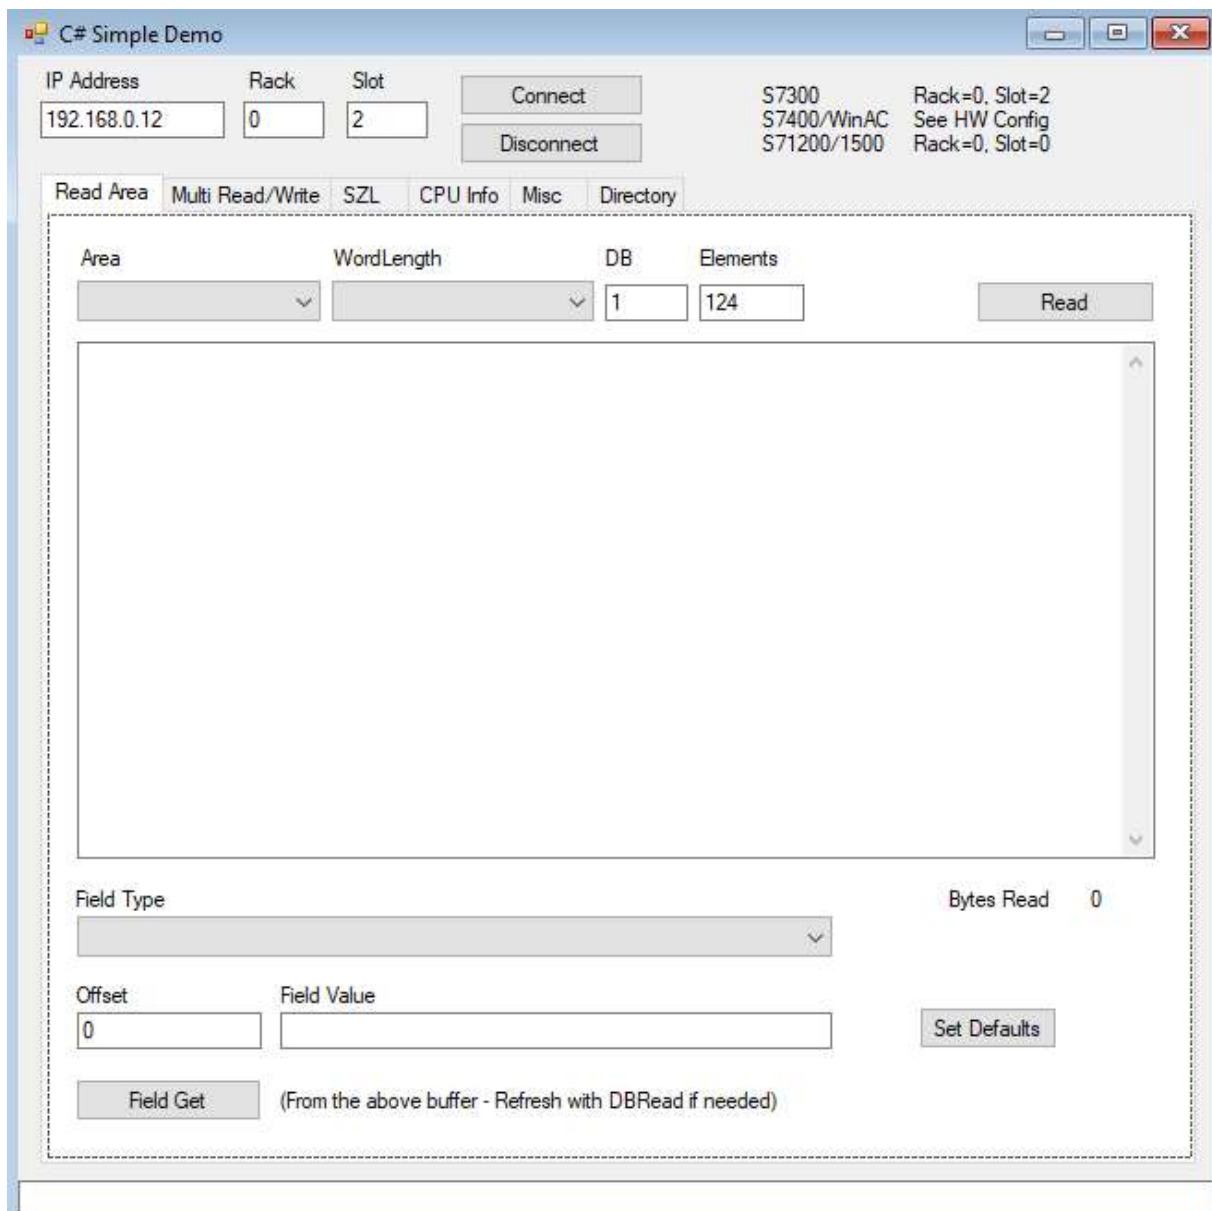 C# Simple Demo
IP Address Rack Slot
192.168.0.12 0 2
Connect
Disconnect
S7300 Rack=0, Slot=2
S7400/WinAC See HW Config
S71200/1500 Rack=0, Slot=0
Read Area Multi Read/Write SZL CPU Info Misc Directory
Area WordLength DB Elements
1 124 Read
Field Type Bytes Read 0
Offset Field Value
0 Set Defaults
Field Get (From the above buffer - Refresh with DBRead if needed)